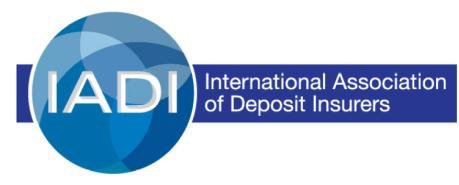 IADI
International Association
of Deposit Insurers